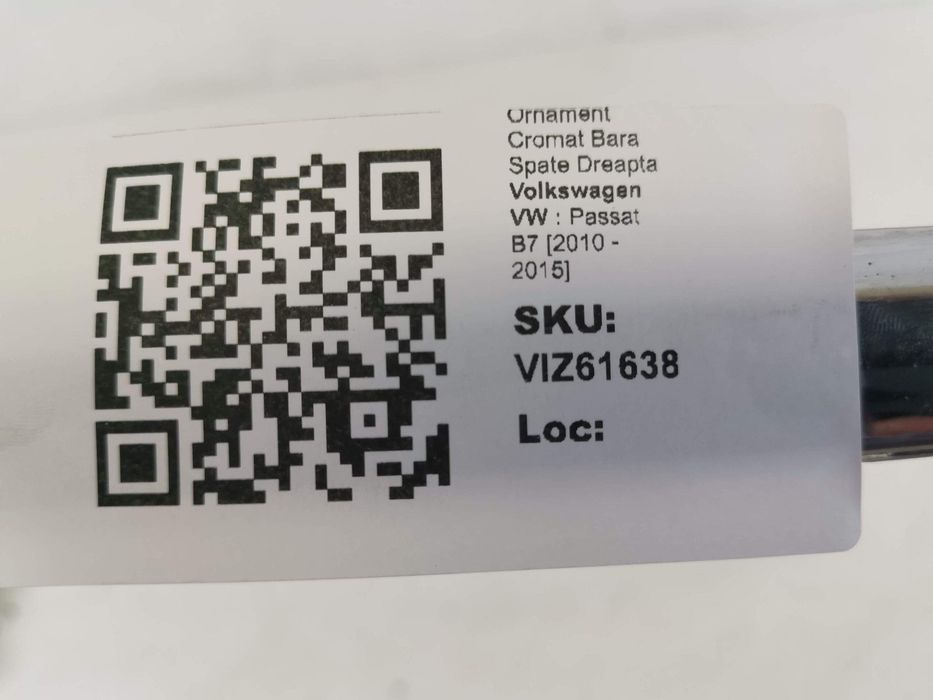 Ornament
Cromat Bara
Spate Dreapta
Volkswagen
VW : Passat
B7 [2010 -
2015]
SKU:
VIZ61638
Loc: